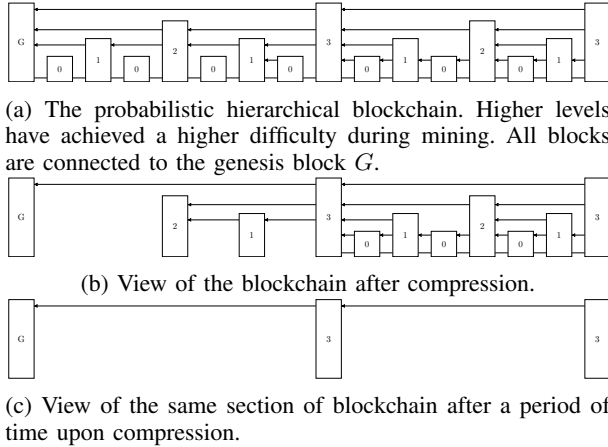 G 0 1 0 2 0 1 0 3 0 1 0 2 0 1 0 3
(a) The probabilistic hierarchical blockchain. Higher levels
have achieved a higher difficulty during mining. All blocks
are connected to the genesis block G.
G 2 1 3 0 1 0 2 0 1 3
(b) View of the blockchain after compression.
G 3 3
(c) View of the same section of blockchain after a period of
time upon compression.